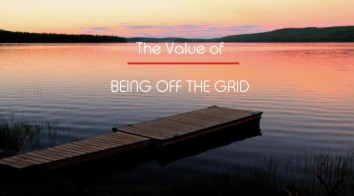 The Value of
BEING OFF THE GRID